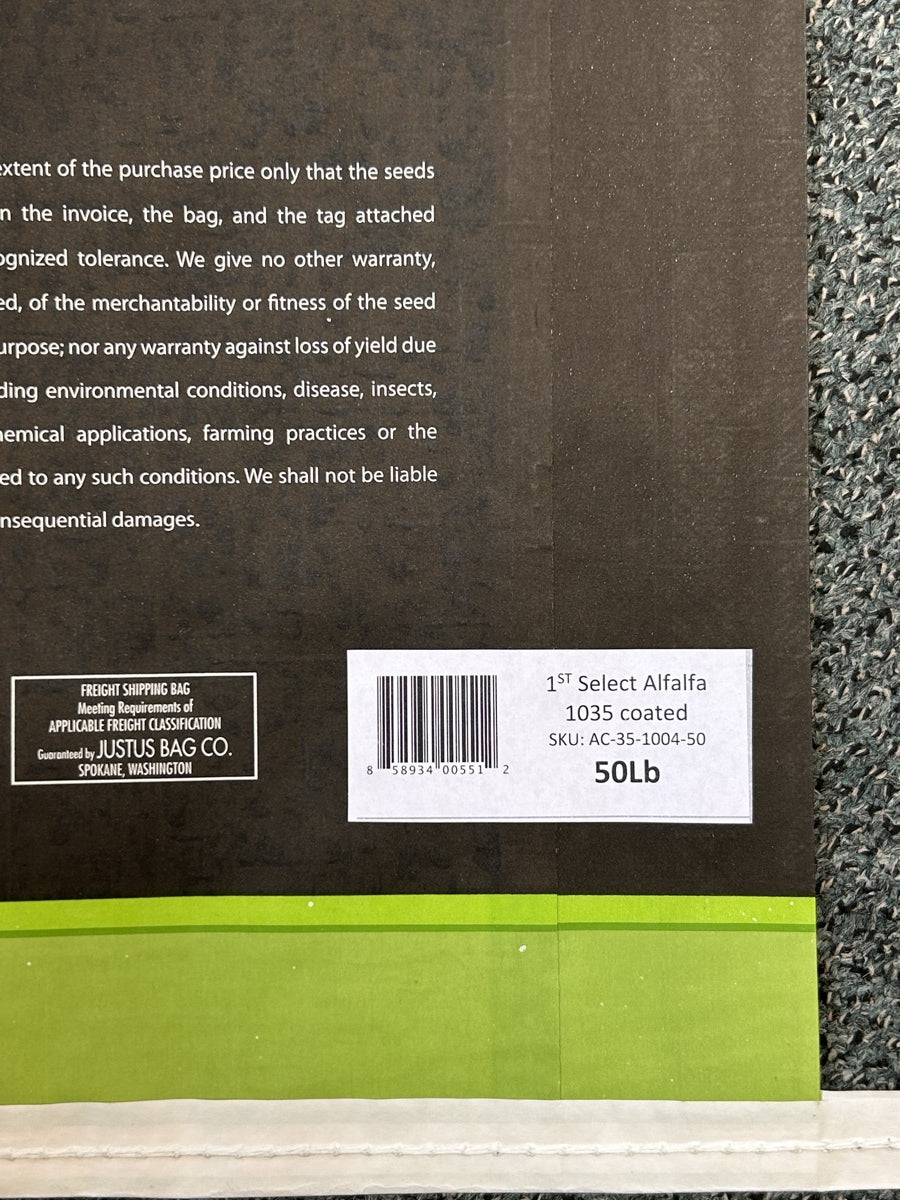 extent of the purchase price only that the seeds
n the invoice, the bag, and the tag attached
ognized tolerance. We give no other warranty,
ed, of the merchantability or fitness of the seed
urpose; nor any warranty against loss of yield due
ding environmental conditions, disease, insects,
hemical applications, farming practices or the
ed to any such conditions. We shall not be liable
nsequential damages.
FREIGHT SHIPPING BAG
Meeting Requirements of
APPLICABLE FREIGHT CLASSIFICATION
Guaranteed by JUSTUS BAG CO.
SPOKANE, WASHINGTON
8 58934 00551 2
1ST Select Alfalfa
1035 coated
SKU: AC-35-1004-50
50Lb